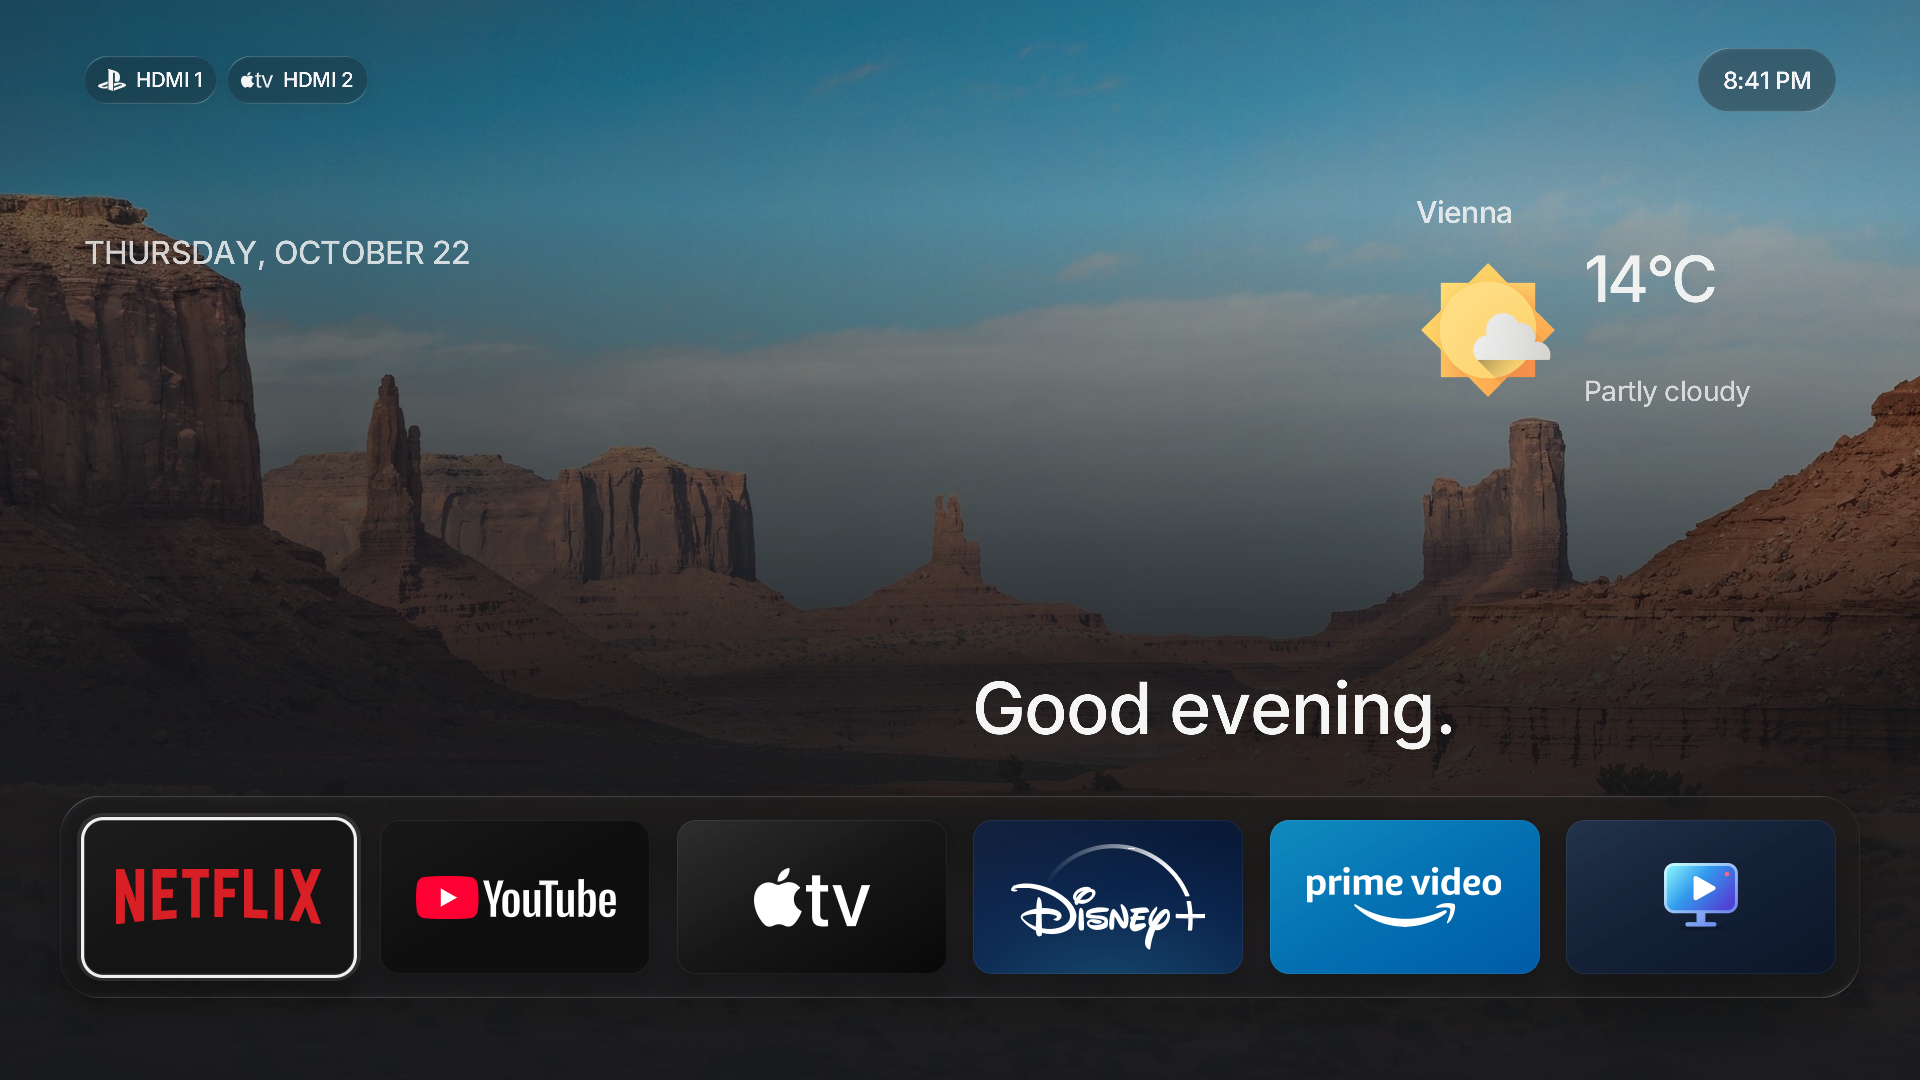 HDMI 1
tv HDMI 2
8:41 PM
THURSDAY, OCTOBER 22
Vienna
14°C
Partly cloudy
Good evening.
NETFLIX
YouTube
tv
Disney+
prime video